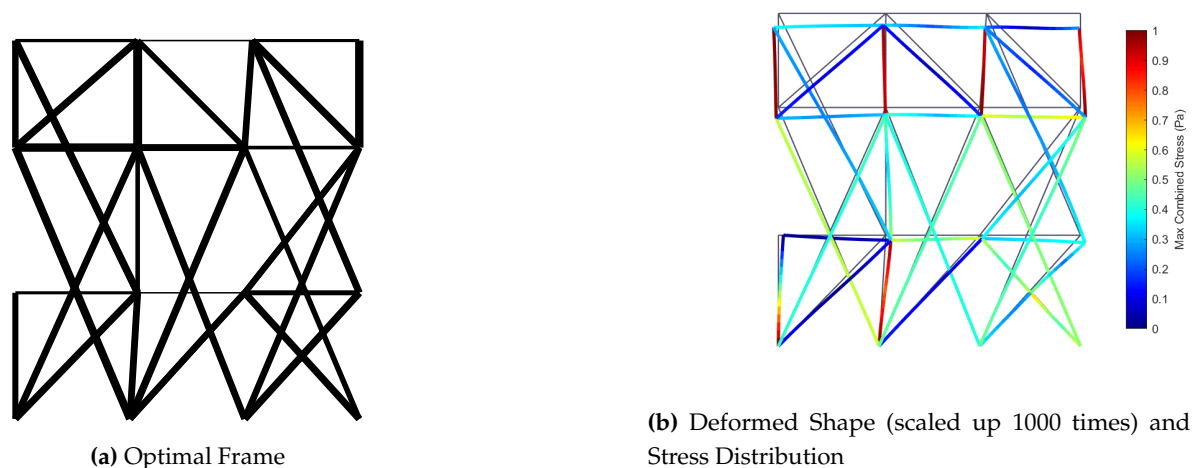 1
0.9
0.8
0.7
0.6
0.5
0.4
0.3
0.2
0.1
0
Max Combined Stress (Pa)
(a) Optimal Frame
(b) Deformed Shape (scaled up 1000 times) and
Stress Distribution